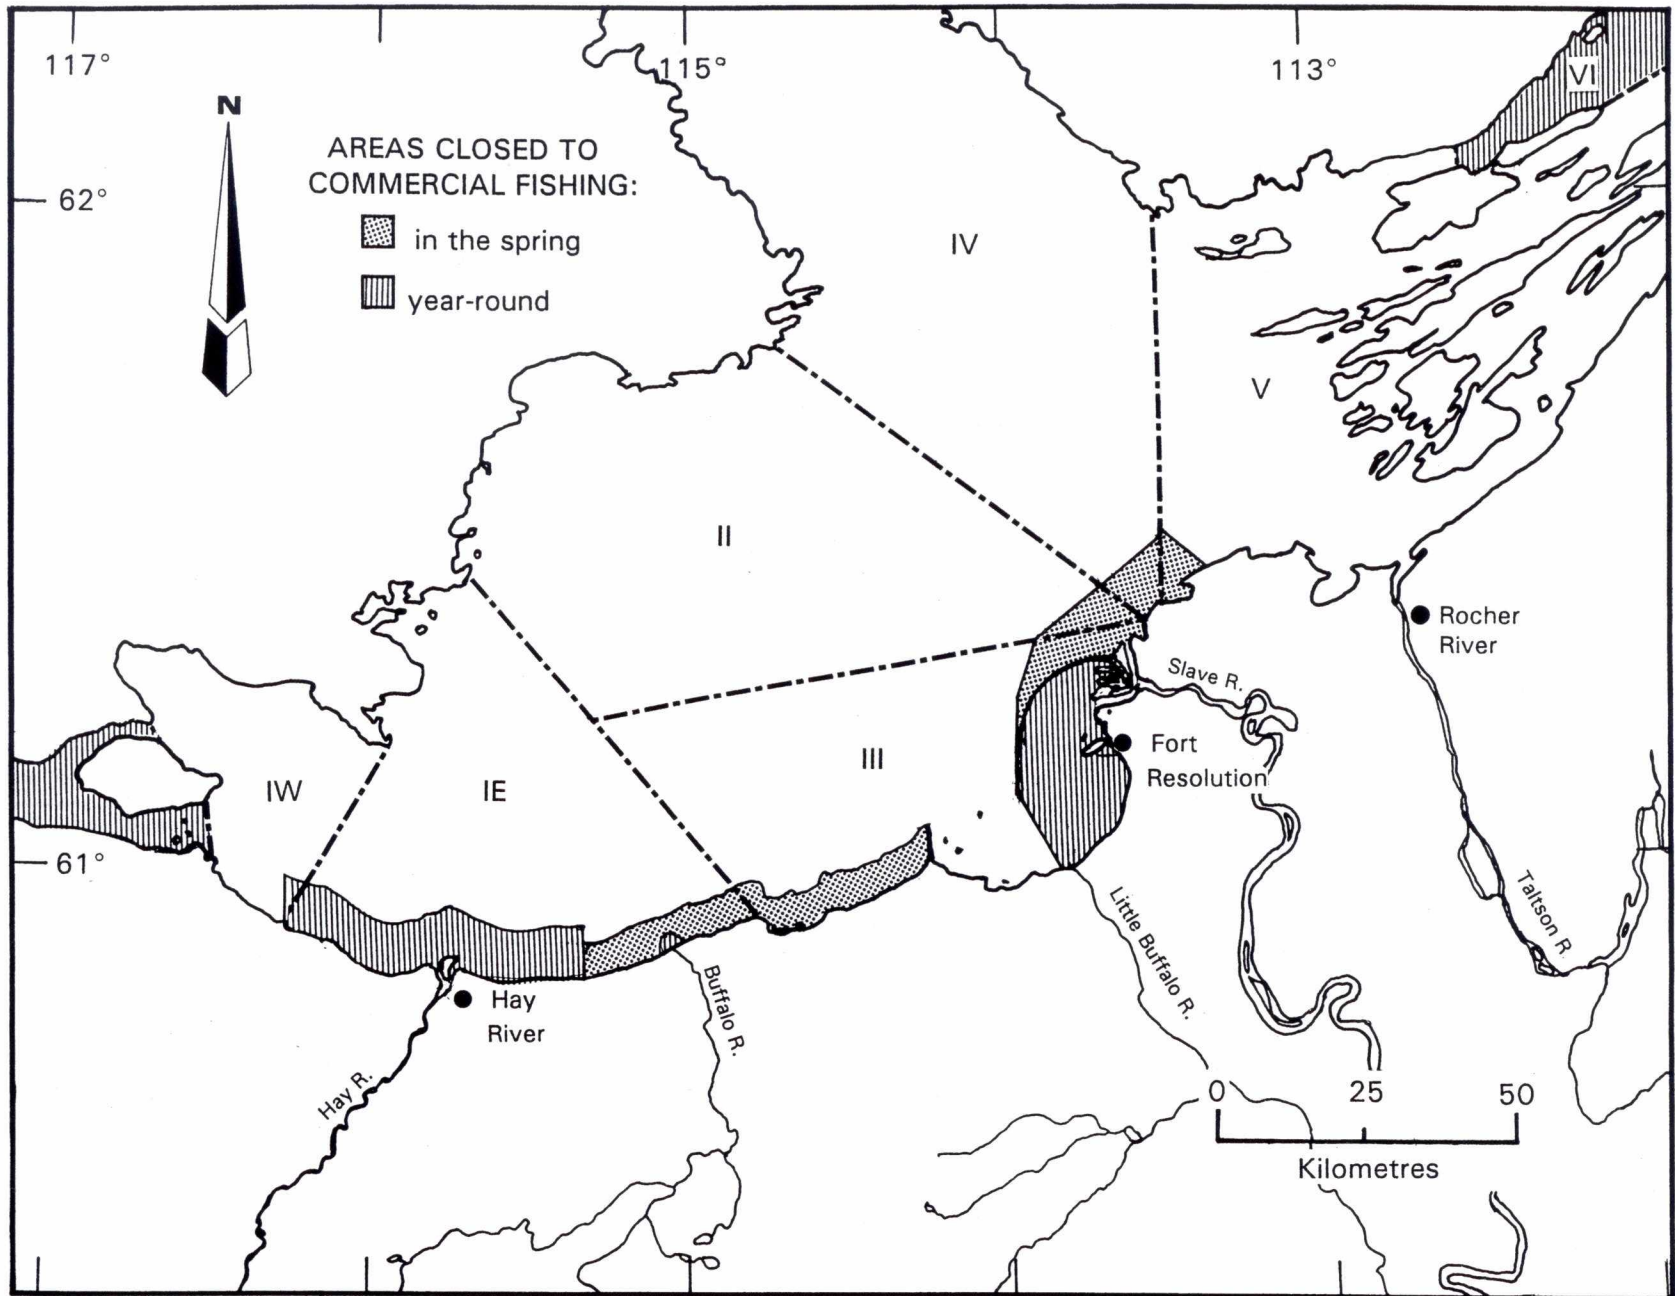 117°
115°
113°
VI
N
AREAS CLOSED TO
COMMERCIAL FISHING:
in the spring
year-round
62°
IV
V
II
Rocher
River
Slave R.
Fort
Resolution
III
IW
IE
61°
Taltson R.
Little Buffalo R.
Buffalo R.
Hay
River
Hay R.
0 25 50
Kilometres